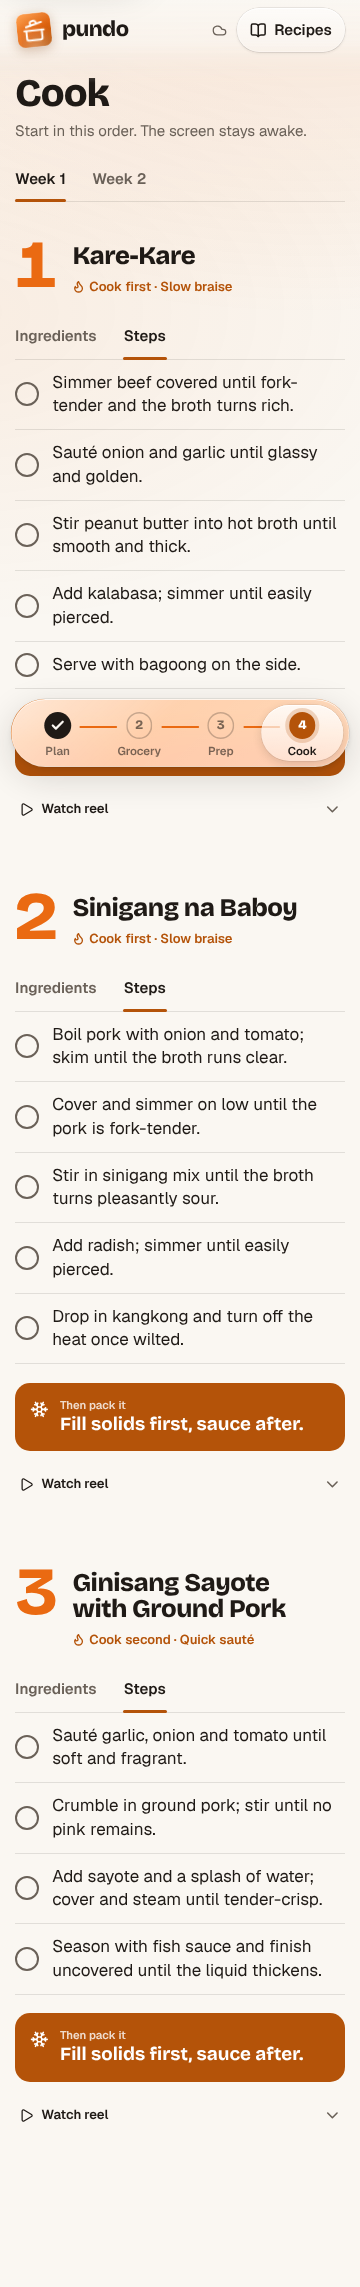 pundo
Recipes
Cook
Start in this order. The screen stays awake.
Week 1
Week 2
1
Kare-Kare
Cook first · Slow braise
Ingredients
Steps
Simmer beef covered until fork-
tender and the broth turns rich.
Sauté onion and garlic until glassy
and golden.
Stir peanut butter into hot broth until
smooth and thick.
Add kalabasa; simmer until easily
pierced.
Serve with bagoong on the side.
2
3
4
Plan
Grocery
Prep
Cook
Watch reel
2
Sinigang na Baboy
Cook first · Slow braise
Ingredients
Steps
Boil pork with onion and tomato;
skim until the broth runs clear.
Cover and simmer on low until the
pork is fork-tender.
Stir in sinigang mix until the broth
turns pleasantly sour.
Add radish; simmer until easily
pierced.
Drop in kangkong and turn off the
heat once wilted.
Then pack it
Fill solids first, sauce after.
Watch reel
3
Ginisang Sayote
with Ground Pork
Cook second · Quick sauté
Ingredients
Steps
Sauté garlic, onion and tomato until
soft and fragrant.
Crumble in ground pork; stir until no
pink remains.
Add sayote and a splash of water;
cover and steam until tender-crisp.
Season with fish sauce and finish
uncovered until the liquid thickens.
Then pack it
Fill solids first, sauce after.
Watch reel